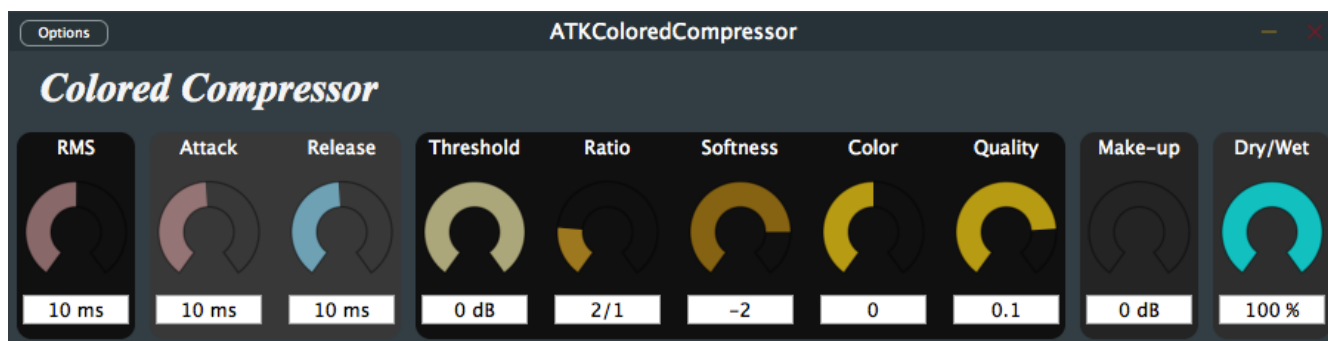 Options
ATKColoredCompressor
Colored Compressor
RMS Attack Release Threshold Ratio Softness Color Quality Make-up Dry/Wet
10 ms 10 ms 10 ms 0 dB 2/1 -2 0 0.1 0 dB 100 %